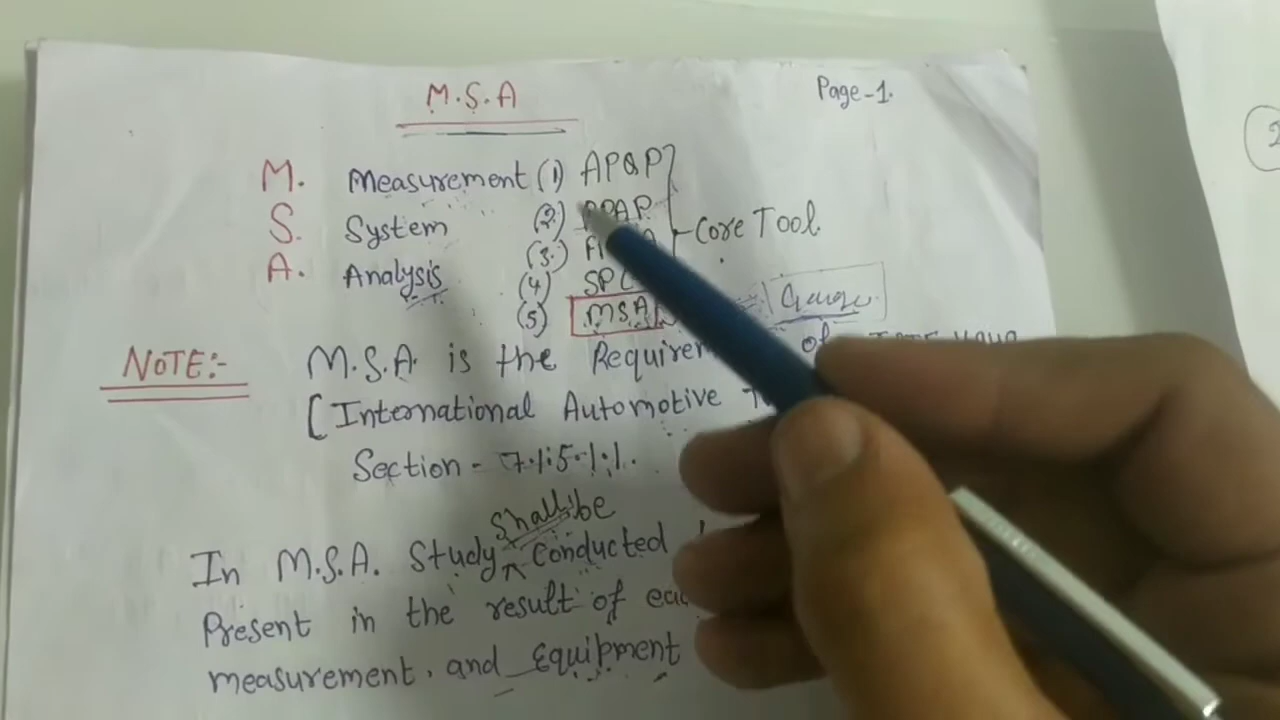 M.S.A
Page-1.
M. Measurement (1) APQP
S. System (2) PPAP
(3.)
Core Tool
A. Analysis (4) SPC
(5) MSA
NOTE:- M.S.A. is the
[International Automotive
Section - 7.1.5.1.1.
shall be
In M.S.A. Study, conducted
Present in the result of
measurement. and Equipment